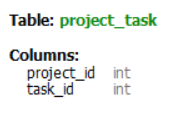 Table: project_task
Columns:
project_id int
task_id int